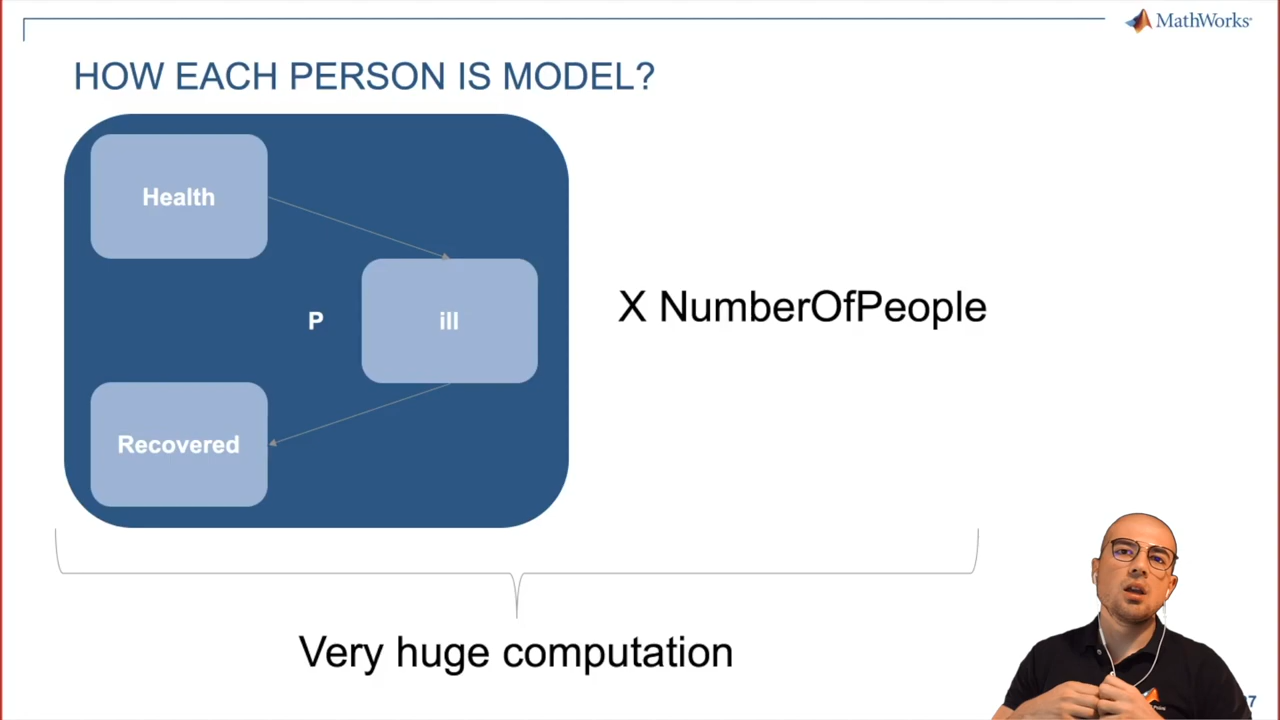 MathWorks
HOW EACH PERSON IS MODEL?
Health
P
ill
X NumberOfPeople
Recovered
Very huge computation